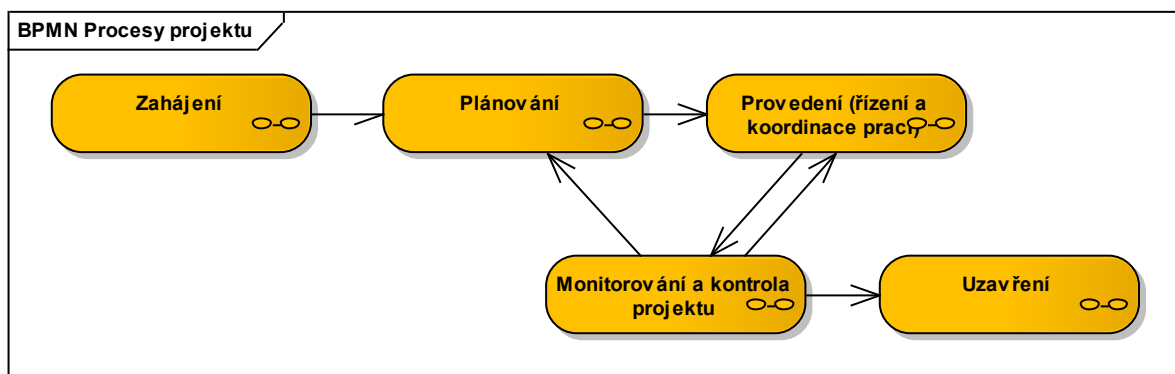 BPMN Procesy projektu
Zahájení
Plánování
Provedení (řízení a
koordinace prací)
Monitorování a kontrola
projektu
Uzavření